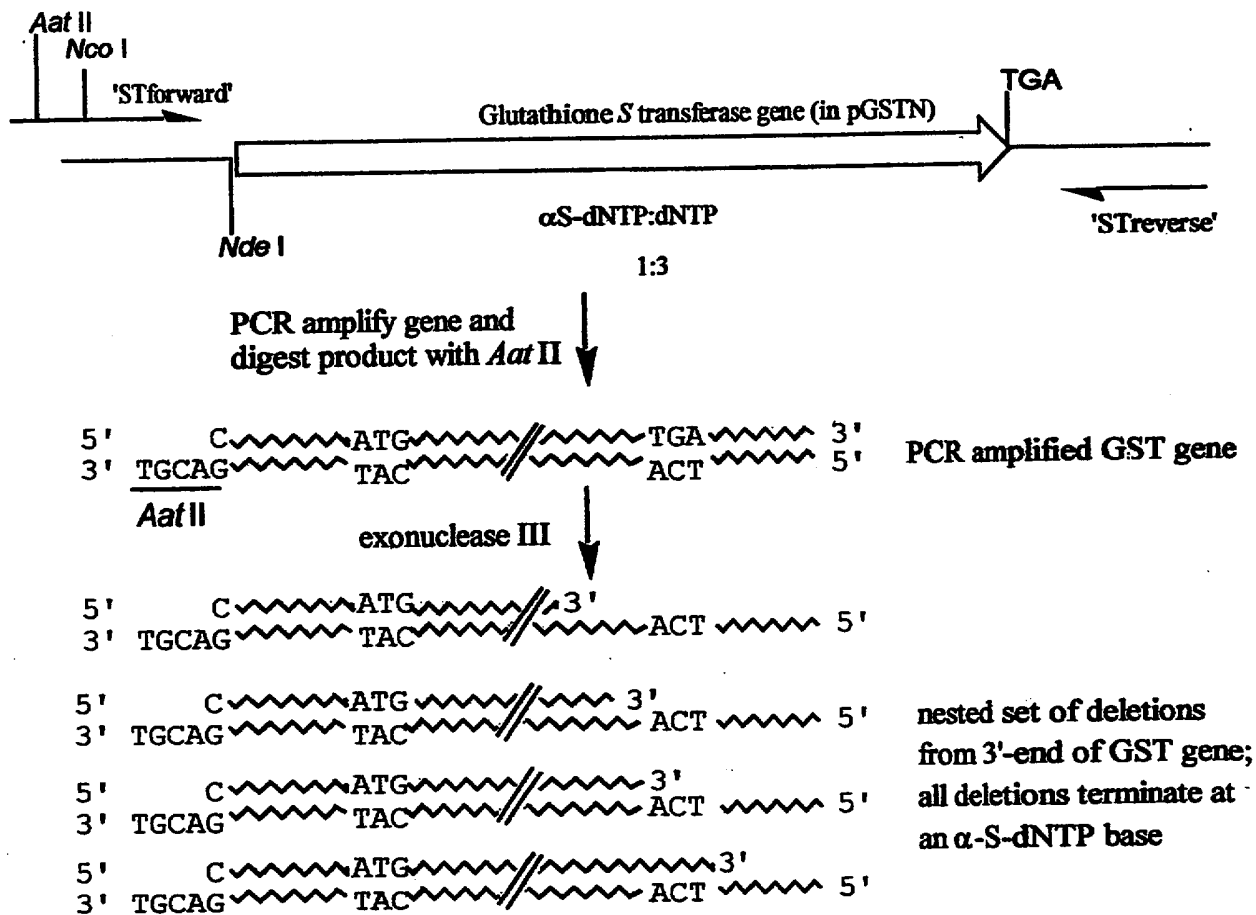 Aat II
Nco I
'STforward'
TGA
Glutathione S transferase gene (in pGSTN)
αS-dNTP:dNTP
'STreverse'
Nde I
1:3
PCR amplify gene and
digest product with Aat II
5' C ATG TGA 3'
3' TGCAG TAC ACT 5'
PCR amplified GST gene
Aat II
exonuclease III
5' C ATG 3'
3' TGCAG TAC ACT 5'
5' C ATG 3'
3' TGCAG TAC ACT 5'
nested set of deletions
from 3'-end of GST gene;
all deletions terminate at
an α-S-dNTP base
5' C ATG 3'
3' TGCAG TAC ACT 5'
5' C ATG 3'
3' TGCAG TAC ACT 5'